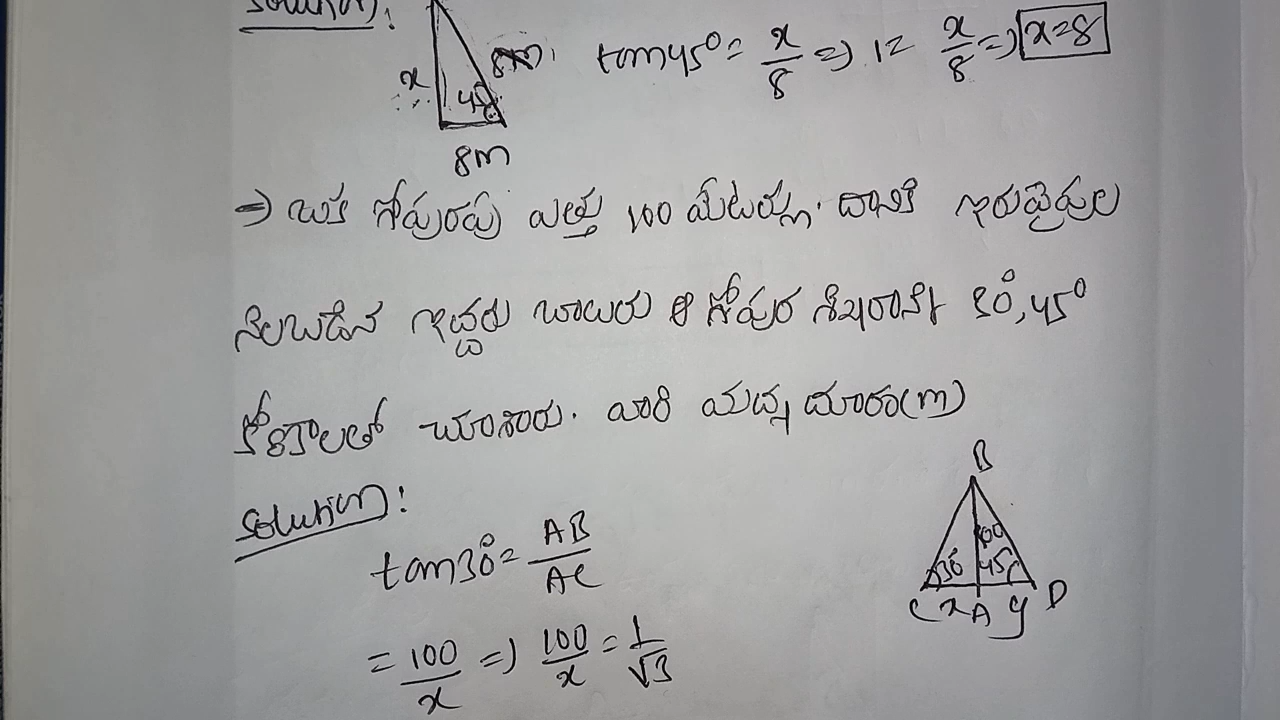 Solution:
x
8m.
45°
8m
tan45° = x/8 => 1 = x/8 => x=8
=> ఒక గోపురపు ఎత్తు 100 మీటర్లు. దానికి ఇరువైపుల
నిలబడిన ఇద్దరు బాలురు ఆ గోపుర శిఖరాన్ని 30°, 45°
కోణాలతో చూశారు. వారి మధ్య దూరం(m)
Solution:
tan30° = AB/AC
= 100/x => 100/x = 1/√3
B
100
30° 45°
C x A y D